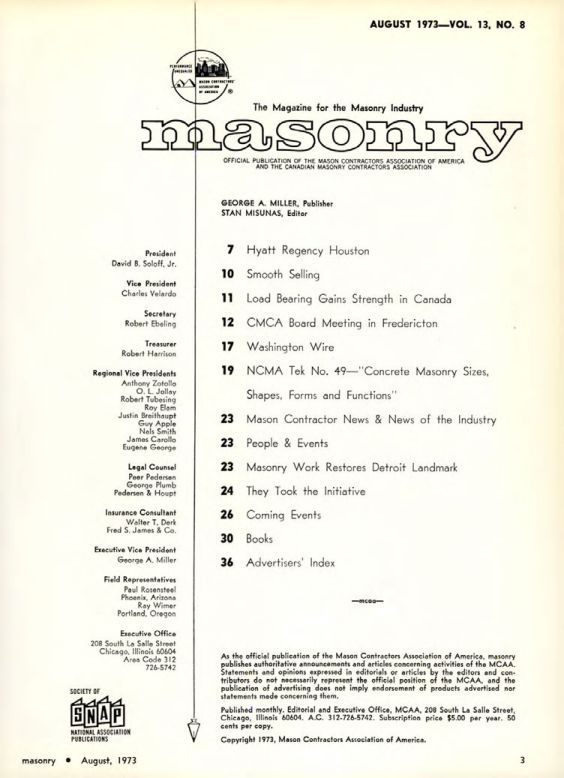 AUGUST 1973—VOL. 13, NO. 8
PERFORMANCE
UNEQUALED
MASON CONTRACTORS'
ASSOCIATION
OF AMERICA
®
The Magazine for the Masonry Industry
masonry
OFFICIAL PUBLICATION OF THE MASON CONTRACTORS ASSOCIATION OF AMERICA
AND THE CANADIAN MASONRY CONTRACTORS ASSOCIATION
GEORGE A. MILLER, Publisher
STAN MISUNAS, Editor
President
David B. Soloff, Jr.
Vice President
Charles Velardo
Secretary
Robert Ebeling
Treasurer
Robert Harrison
Regional Vice Presidents
Anthony Zotollo
O. L. Jollay
Robert Tubesing
Roy Elam
Justin Breithaupt
Guy Apple
Nels Smith
James Carollo
Eugene George
Legal Counsel
Peer Pedersen
George Plumb
Pedersen & Houpt
Insurance Consultant
Walter T. Derk
Fred S. James & Co.
Executive Vice President
George A. Miller
Field Representatives
Paul Rosensteel
Phoenix, Arizona
Ray Wimer
Portland, Oregon
Executive Office
208 South La Salle Street
Chicago, Illinois 60604
Area Code 312
726-5742
SOCIETY OF
SNAP
NATIONAL ASSOCIATION
PUBLICATIONS
7 Hyatt Regency Houston
10 Smooth Selling
11 Load Bearing Gains Strength in Canada
12 CMCA Board Meeting in Fredericton
17 Washington Wire
19 NCMA Tek No. 49—"Concrete Masonry Sizes,
Shapes, Forms and Functions"
23 Mason Contractor News & News of the Industry
23 People & Events
23 Masonry Work Restores Detroit Landmark
24 They Took the Initiative
26 Coming Events
30 Books
36 Advertisers' Index
—mcaa—
As the official publication of the Mason Contractors Association of America, masonry
publishes authoritative announcements and articles concerning activities of the MCAA.
Statements and opinions expressed in editorials or articles by the editors and con-
tributors do not necessarily represent the official position of the MCAA, and the
publication of advertising does not imply endorsement of products advertised nor
statements made concerning them.
Published monthly. Editorial and Executive Office, MCAA, 208 South La Salle Street,
Chicago, Illinois 60604. A.C. 312-726-5742. Subscription price $5.00 per year. 50
cents per copy.
Copyright 1973, Mason Contractors Association of America.
masonry • August, 1973
3